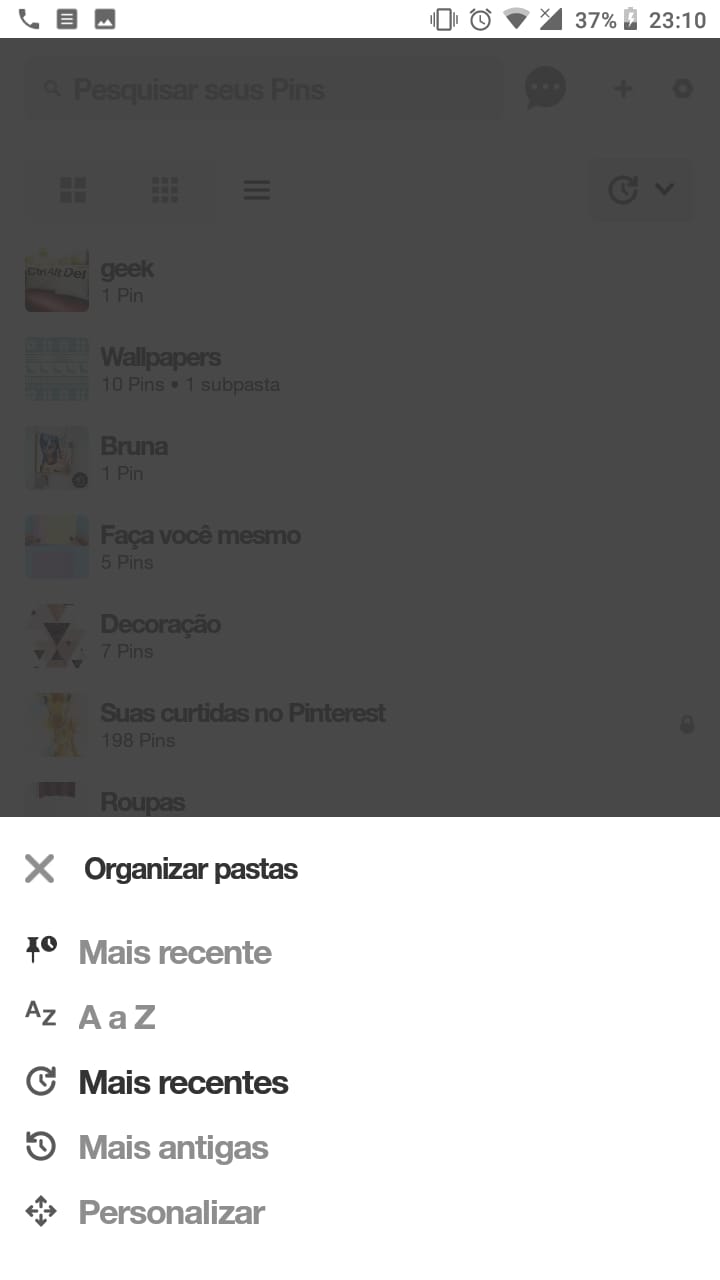 37% 23:10
Pesquisar seus Pins
Ctrl Alt Del
geek
1 Pin
Wallpapers
10 Pins • 1 subpasta
Bruna
1 Pin
Faça você mesmo
5 Pins
Decoração
7 Pins
Suas curtidas no Pinterest
198 Pins
Roupas
Organizar pastas
Mais recente
AZ A a Z
Mais recentes
Mais antigas
Personalizar